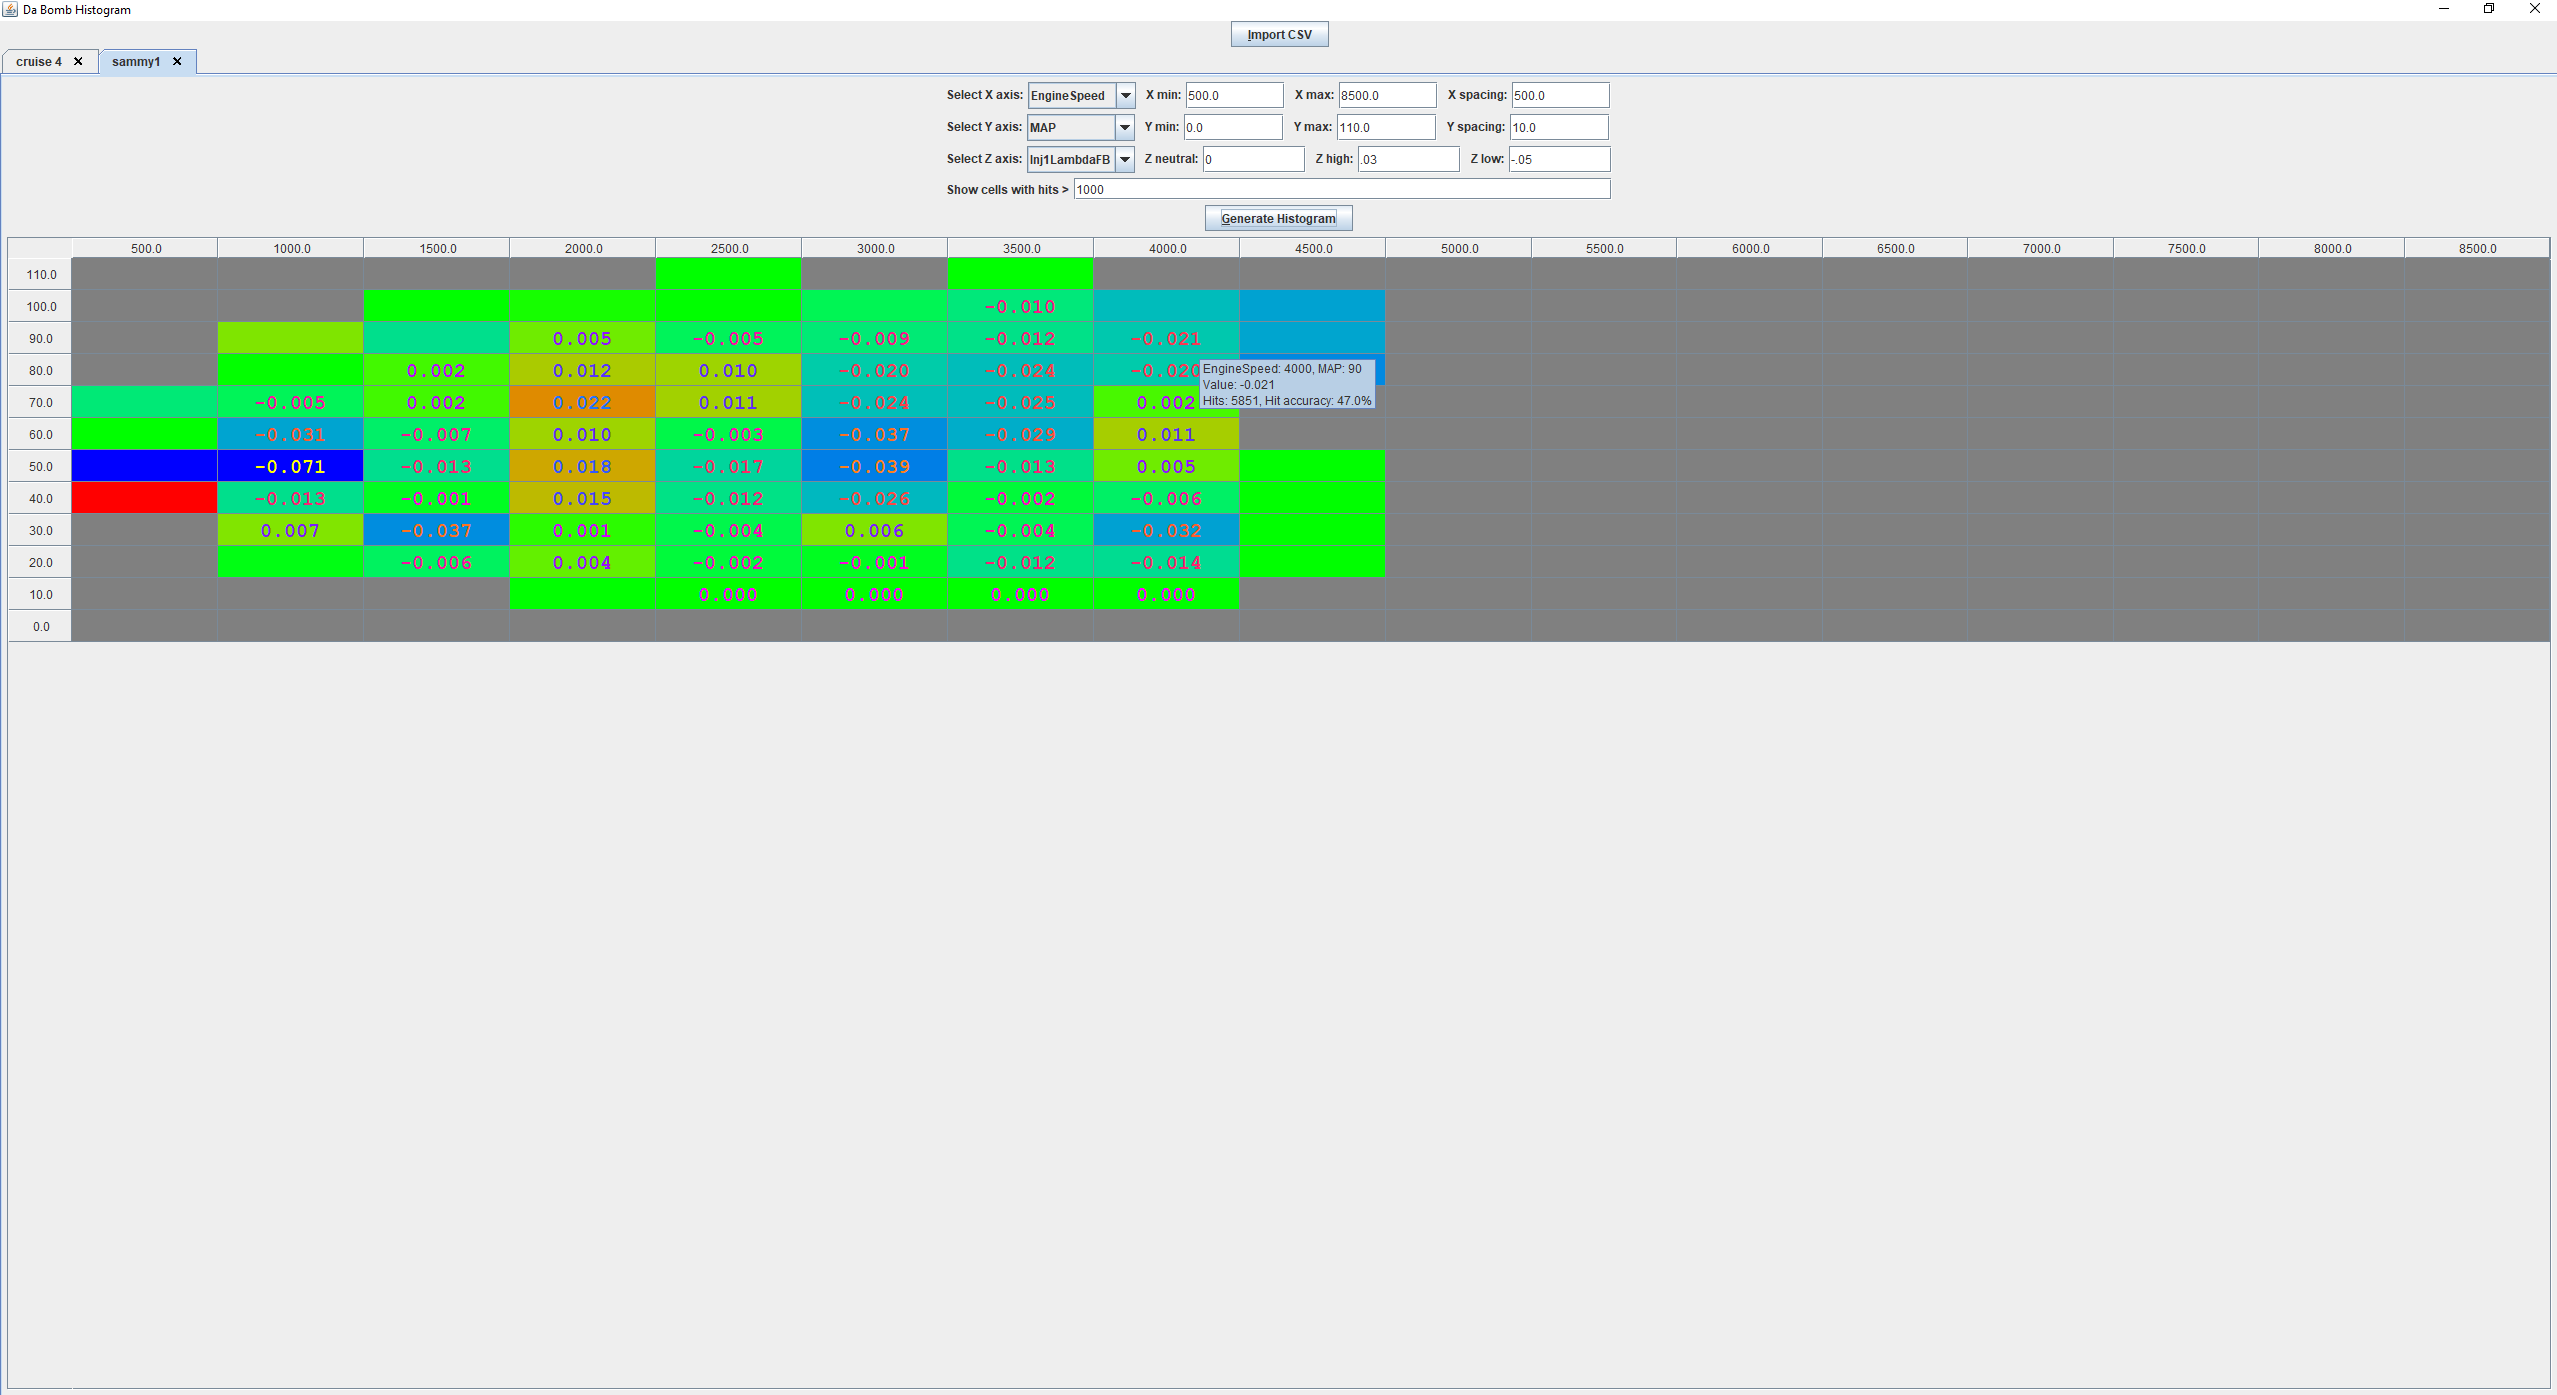 Da Bomb Histogram
Import CSV
cruise 4 sammy1
Select X axis: EngineSpeed X min: 500.0 X max: 8500.0 X spacing: 500.0
Select Y axis: MAP Y min: 0.0 Y max: 110.0 Y spacing: 10.0
Select Z axis: Inj1LambdaFB Z neutral: 0 Z high: .03 Z low: -.05
Show cells with hits > 1000
Generate Histogram
500.0 1000.0 1500.0 2000.0 2500.0 3000.0 3500.0 4000.0 4500.0 5000.0 5500.0 6000.0 6500.0 7000.0 7500.0 8000.0 8500.0
110.0
100.0 -0.010
90.0 0.005 -0.005 -0.009 -0.012 -0.021
80.0 0.002 0.012 0.010 -0.020 -0.024 -0.020
EngineSpeed: 4000, MAP: 90
Value: -0.021
Hits: 5851, Hit accuracy: 47.0%
70.0 -0.005 0.002 0.022 0.011 -0.024 -0.025 0.002
60.0 -0.031 -0.007 0.010 -0.003 -0.037 -0.029 0.011
50.0 -0.071 -0.013 0.018 -0.017 -0.039 -0.013 0.005
40.0 -0.013 -0.001 0.015 -0.012 -0.026 -0.002 -0.006
30.0 0.007 -0.037 0.001 -0.004 0.006 -0.004 -0.032
20.0 -0.006 0.004 -0.002 -0.001 -0.012 -0.014
10.0 0.000 0.000 0.000 0.000
0.0